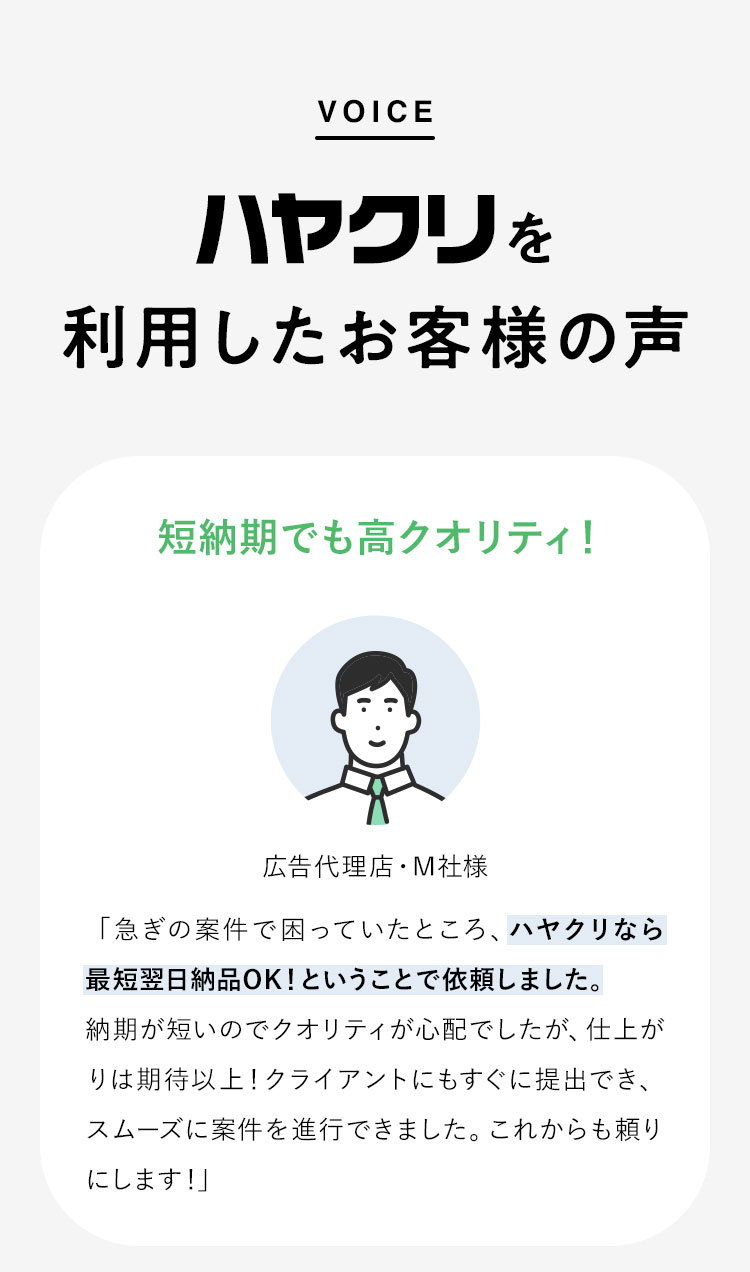 VOICE
ハヤクリを
利用したお客様の声
短納期でも高クオリティ！
広告代理店・M社様
「急ぎの案件で困っていたところ、ハヤクリなら
最短翌日納品OK！ということで依頼しました。
納期が短いのでクオリティが心配でしたが、仕上が
りは期待以上！クライアントにもすぐに提出でき、
スムーズに案件を進行できました。これからも頼り
にします！」